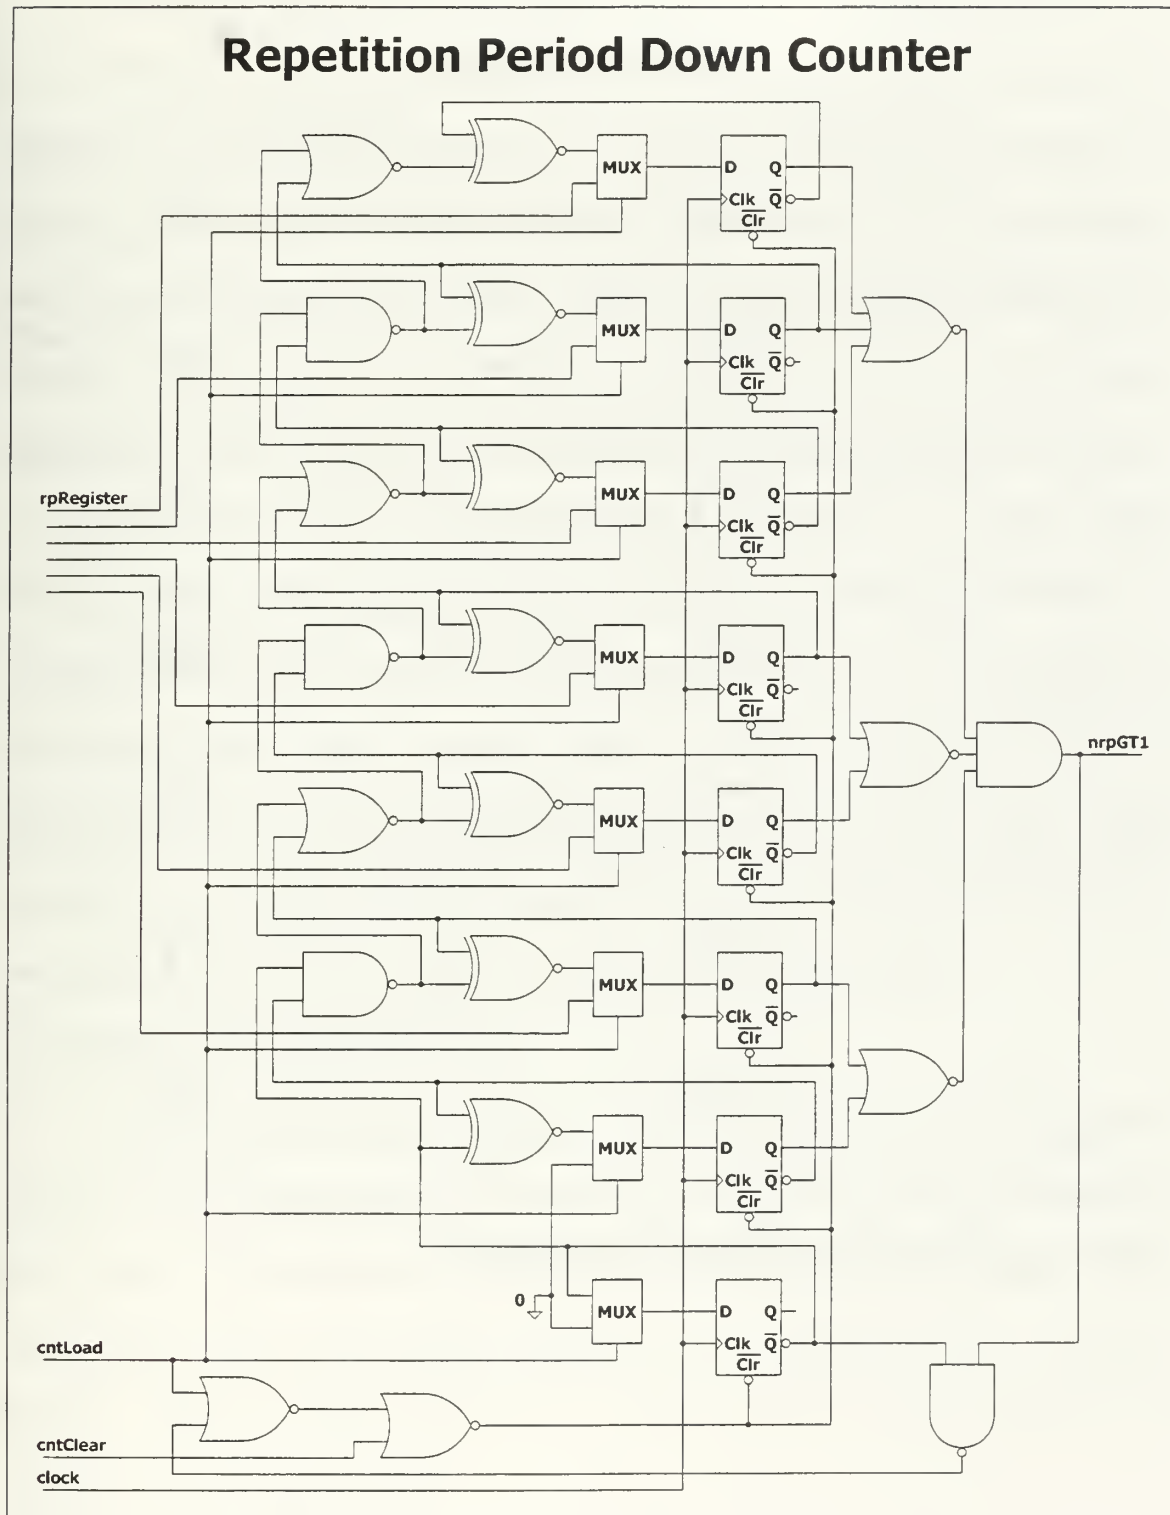 Repetition Period Down Counter
MUX D Q
Clk Q
Clr
MUX D Q
Clk Q
Clr
MUX D Q
rpRegister
Clk Q
Clr
MUX D Q
Clk Q
Clr
nrpGT1
MUX D Q
Clk Q
Clr
MUX D Q
Clk Q
Clr
MUX D Q
Clk Q
Clr
0
MUX D Q
Clk Q
cntLoad
Clr
cntClear
clock